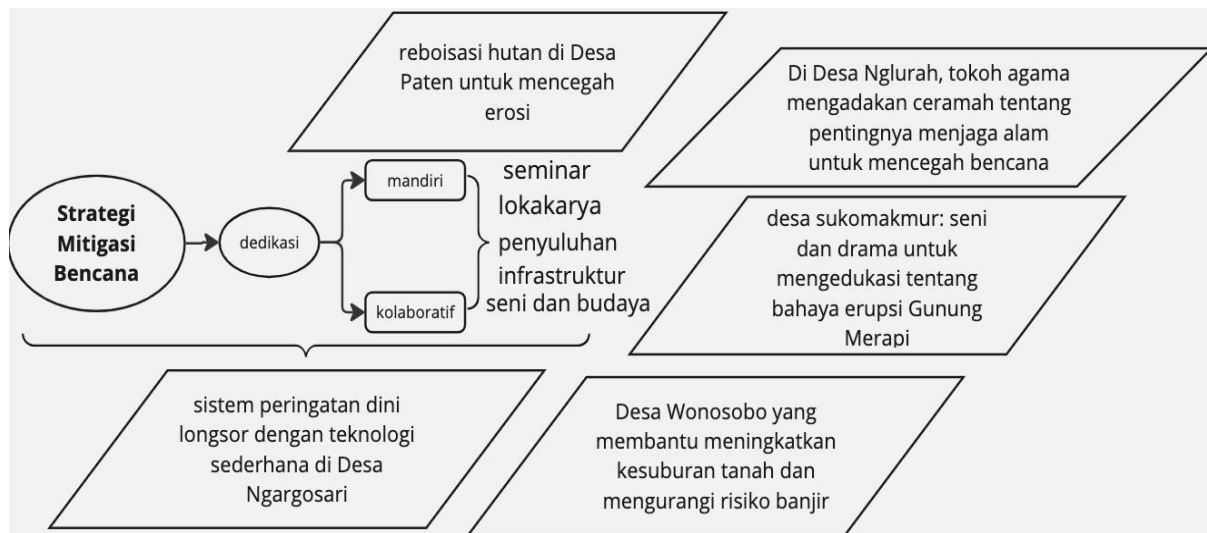 reboisasi hutan di Desa
Paten untuk mencegah
erosi
Di Desa Nglurah, tokoh agama
mengadakan ceramah tentang
pentingnya menjaga alam
untuk mencegah bencana
Strategi
Mitigasi
Bencana
dedikasi
mandiri
kolaboratif
seminar
lokakarya
penyuluhan
infrastruktur
seni dan budaya
desa sukomakmur: seni
dan drama untuk
mengedukasi tentang
bahaya erupsi Gunung
Merapi
sistem peringatan dini
longsor dengan teknologi
sederhana di Desa
Ngargosari
Desa Wonosobo yang
membantu meningkatkan
kesuburan tanah dan
mengurangi risiko banjir